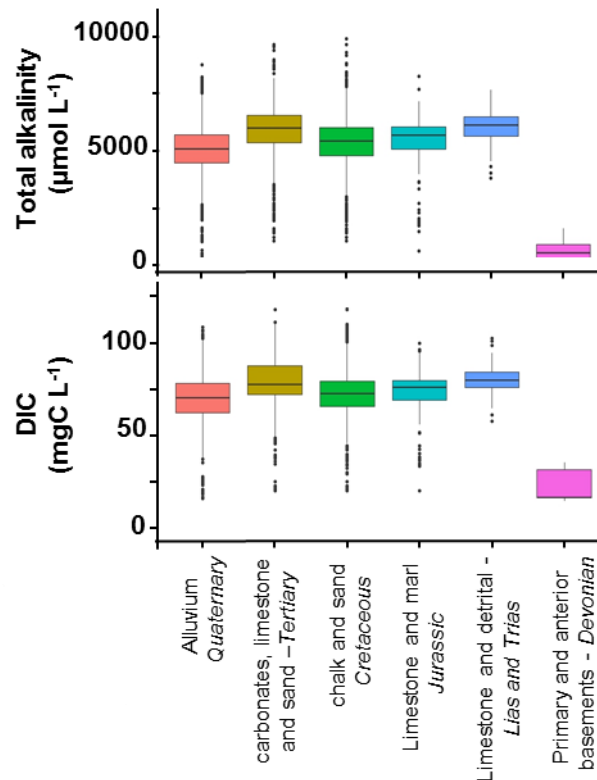 Total alkalinity
(µmol L⁻¹)
10000
5000
0
DIC
(mgC L⁻¹)
100
50
0
Alluvium
Quaternary
carbonates, limestone
and sand –Tertiary
chalk and sand
Cretaceous
Limestone and marl
Jurassic
Limestone and detrital -
Lias and Trias
Primary and anterior
basements - Devonian